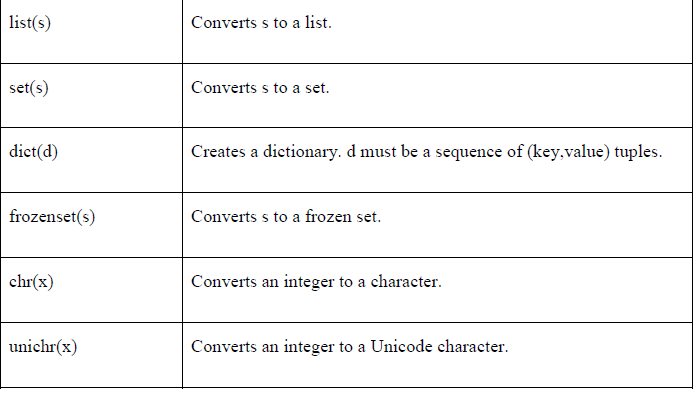 list(s) Converts s to a list.
set(s) Converts s to a set.
dict(d) Creates a dictionary. d must be a sequence of (key,value) tuples.
frozenset(s) Converts s to a frozen set.
chr(x) Converts an integer to a character.
unichr(x) Converts an integer to a Unicode character.